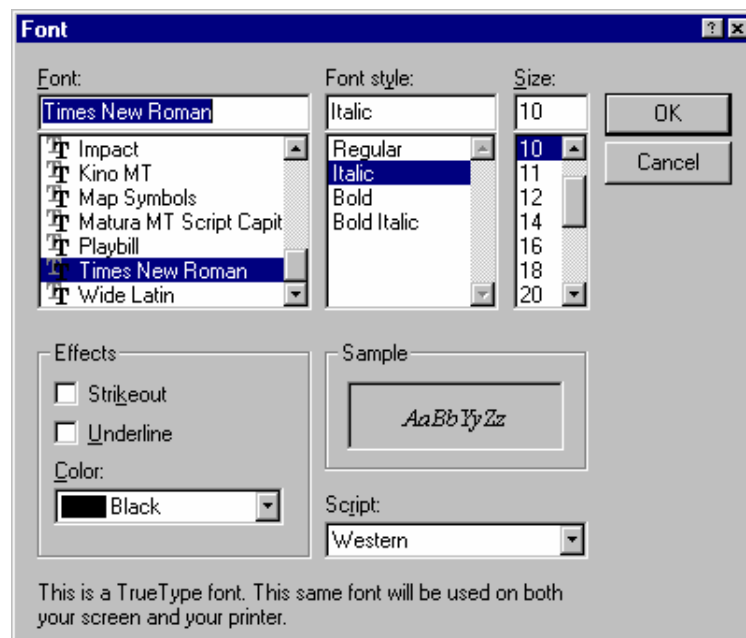 Font
Font:
Times New Roman
Impact
Kino MT
Map Symbols
Matura MT Script Capit
Playbill
Times New Roman
Wide Latin
Font style:
Italic
Regular
Italic
Bold
Bold Italic
Size:
10
10
11
12
14
16
18
20
OK
Cancel
Effects
Strikeout
Underline
Color:
Black
Sample
AaBbYyZz
Script:
Western
This is a TrueType font. This same font will be used on both
your screen and your printer.